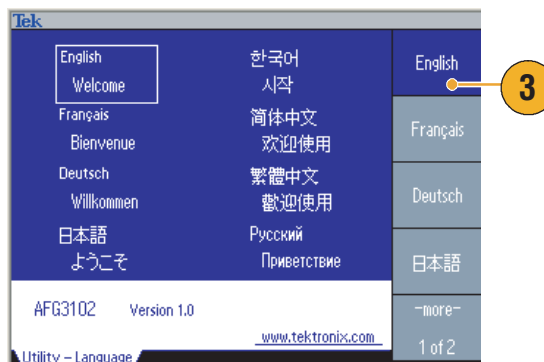 Tek
English
Welcome
Français
Bienvenue
Deutsch
Willkommen
日本語
ようこそ
한국어
시작
简体中文
欢迎使用
繁體中文
歡迎使用
Русский
Приветствие
AFG3102 Version 1.0
www.tektronix.com
Utility – Language
English
Français
Deutsch
日本語
-more-
1 of 2
3